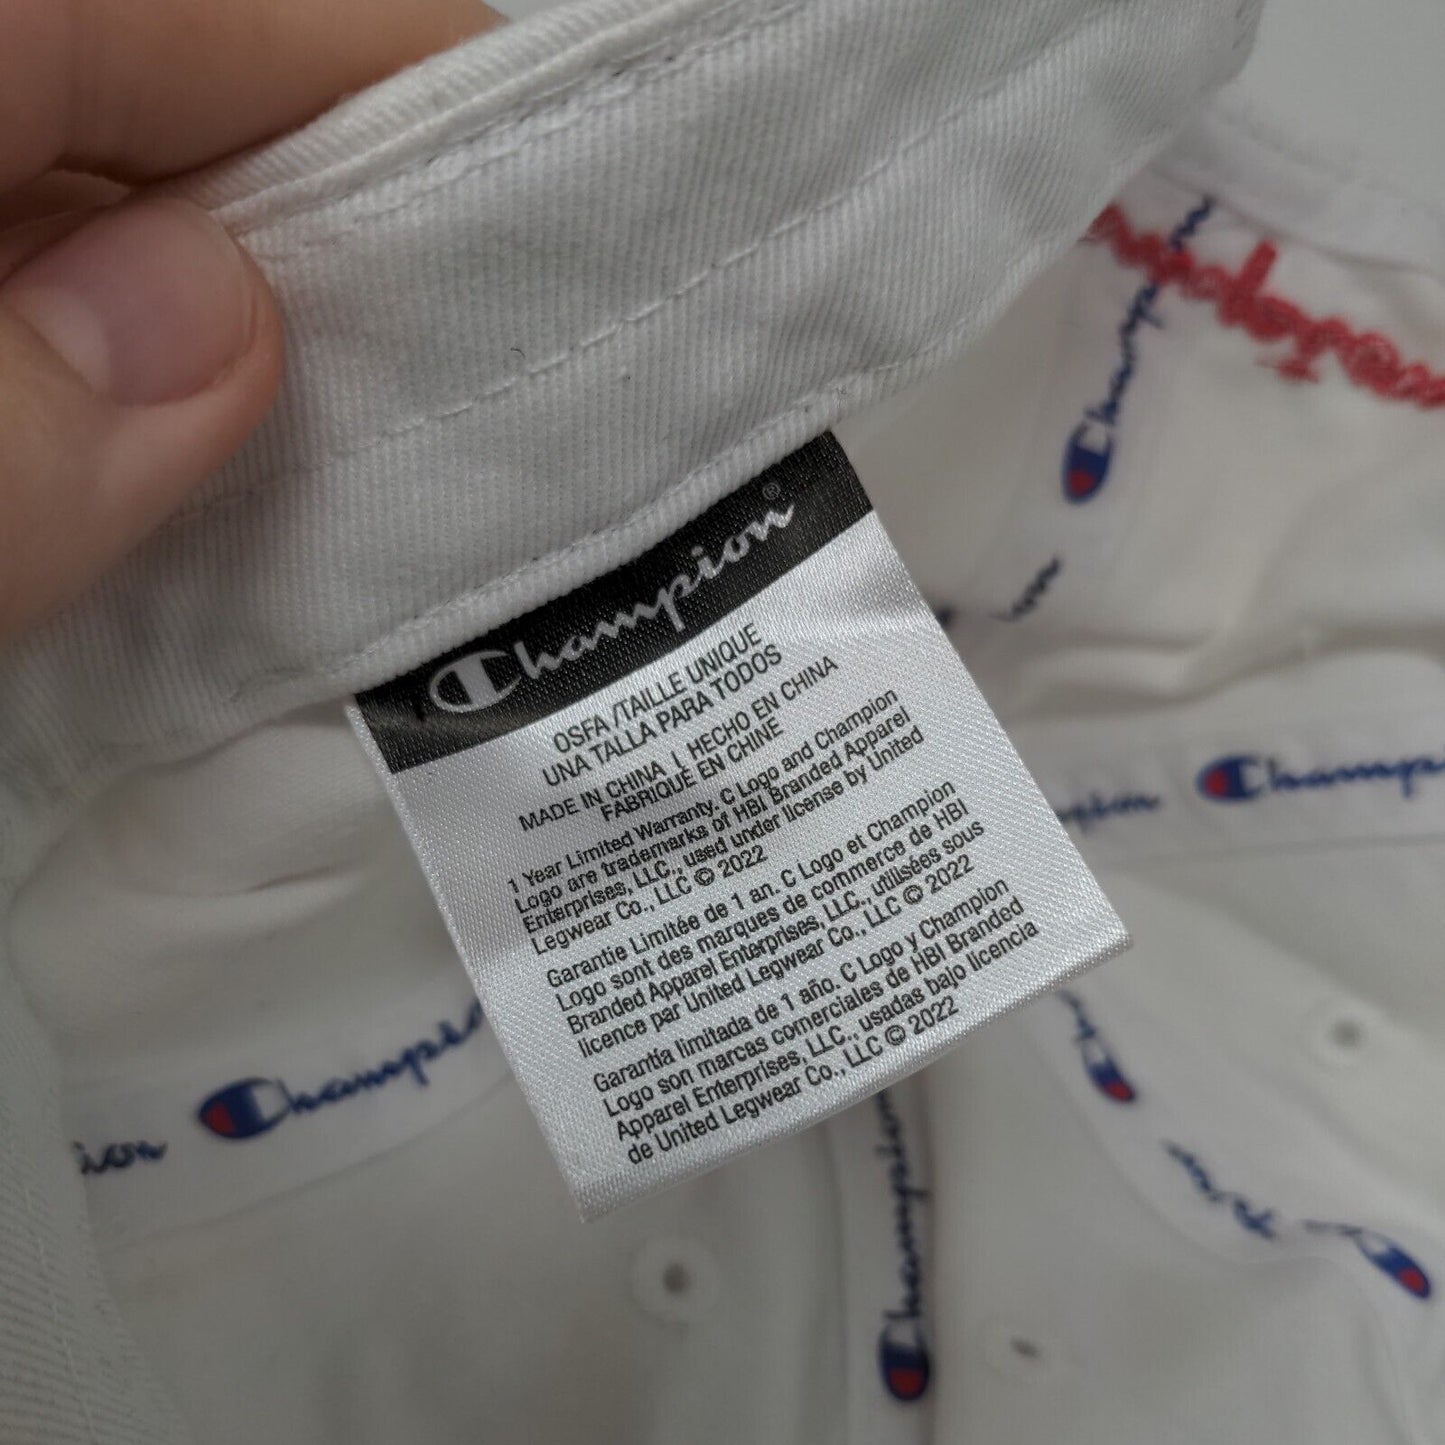 Champion®
OSFA / TAILLE UNIQUE
UNA TALLA PARA TODOS
MADE IN CHINA | HECHO EN CHINA
FABRIQUE EN CHINE
1 Year Limited Warranty. C Logo and Champion
Logo are trademarks of HBI Branded Apparel
Enterprises, LLC., used under license by United
Legwear Co., LLC © 2022
Garantie Limitée de 1 an. C Logo et Champion
Logo sont des marques de commerce de HBI
Branded Apparel Enterprises, LLC., utilisées sous
licence par United Legwear Co., LLC © 2022
Garantía limitada de 1 año. C Logo y Champion
Logo son marcas comerciales de HBI Branded
Apparel Enterprises, LLC., usadas bajo licencia
de United Legwear Co., LLC © 2022
Champion
Champion
Champion
Champion